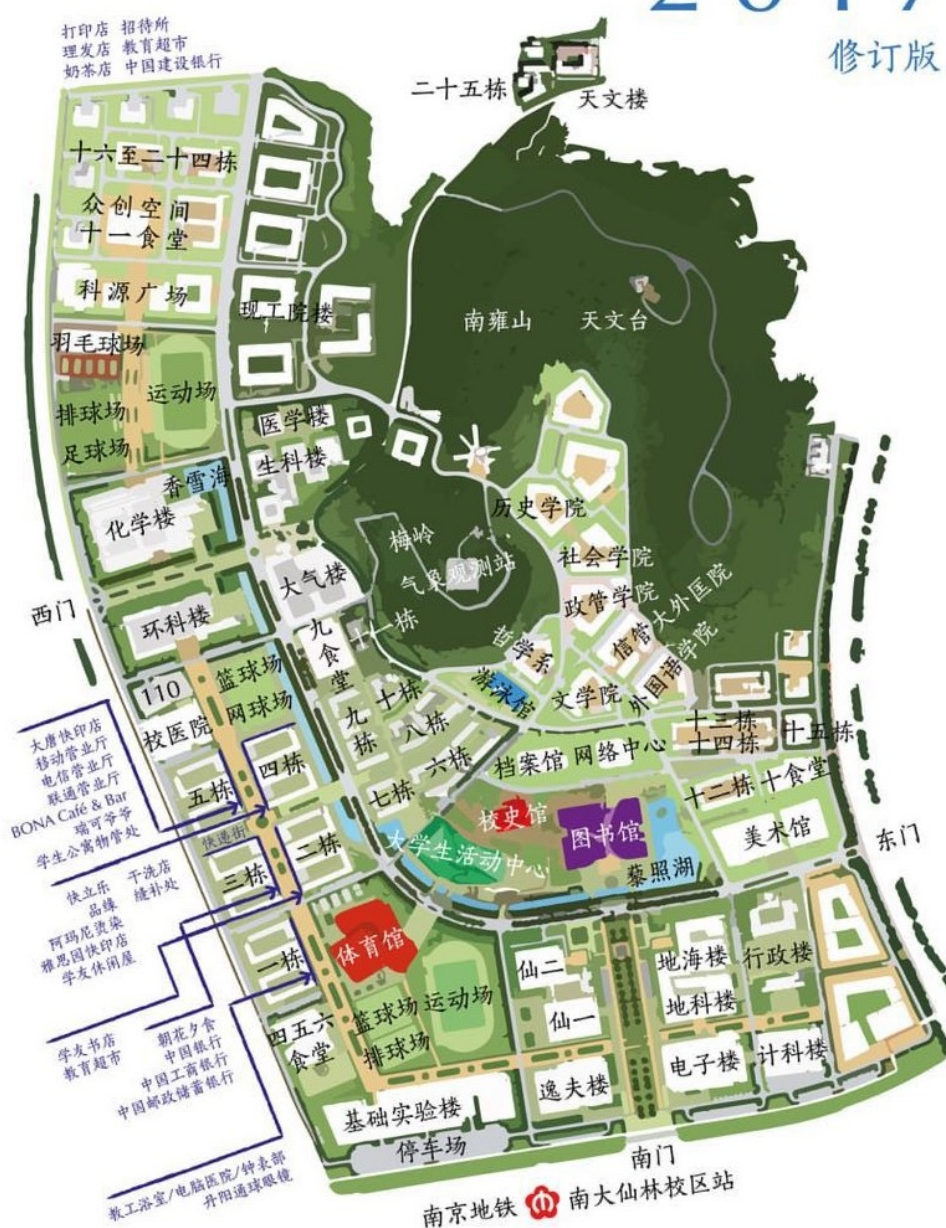 2017
修订版
打印店 招待所
理发店 教育超市
奶茶店 中国建设银行
二十五栋
天文楼
十六至二十四栋
众创空间
十一食堂
科源广场
现工院楼
南雍山
天文台
羽毛球场
运动场
排球场
足球场
医学楼
生科楼
香雪海
化学楼
历史学院
梅岭
气象观测站
社会学院
大气楼
政管学院
西门
环科楼
十一栋
哲学系
信管
大外匡院
九食堂
外国语学院
110
篮球场
网球场
校医院
十栋
游泳馆
文学院
九栋
八栋
十三栋
十四栋
十五栋
大唐快印店
移动营业厅
电信营业厅
联通营业厅
BONA Café & Bar
瑞可爷爷
学生公寓物管处
四栋
五栋
六栋
七栋
档案馆
网络中心
十二栋
十食堂
快递街
二栋
三栋
大学生活动中心
校史馆
图书馆
藜照湖
美术馆
东门
快立乐 干洗店
品缘 缝补处
阿玛尼烫染
雅思园快印店
学友休闲屋
一栋
体育馆
仙二
仙一
地海楼
地科楼
行政楼
学友书店
教育超市
朝花夕食
中国银行
中国工商银行
中国邮政储蓄银行
四五六
食堂
篮球场
排球场
运动场
逸夫楼
电子楼
计科楼
基础实验楼
停车场
教工浴室/电脑医院/钟表部
丹阳通球眼镜
南门
南京地铁 南大仙林校区站